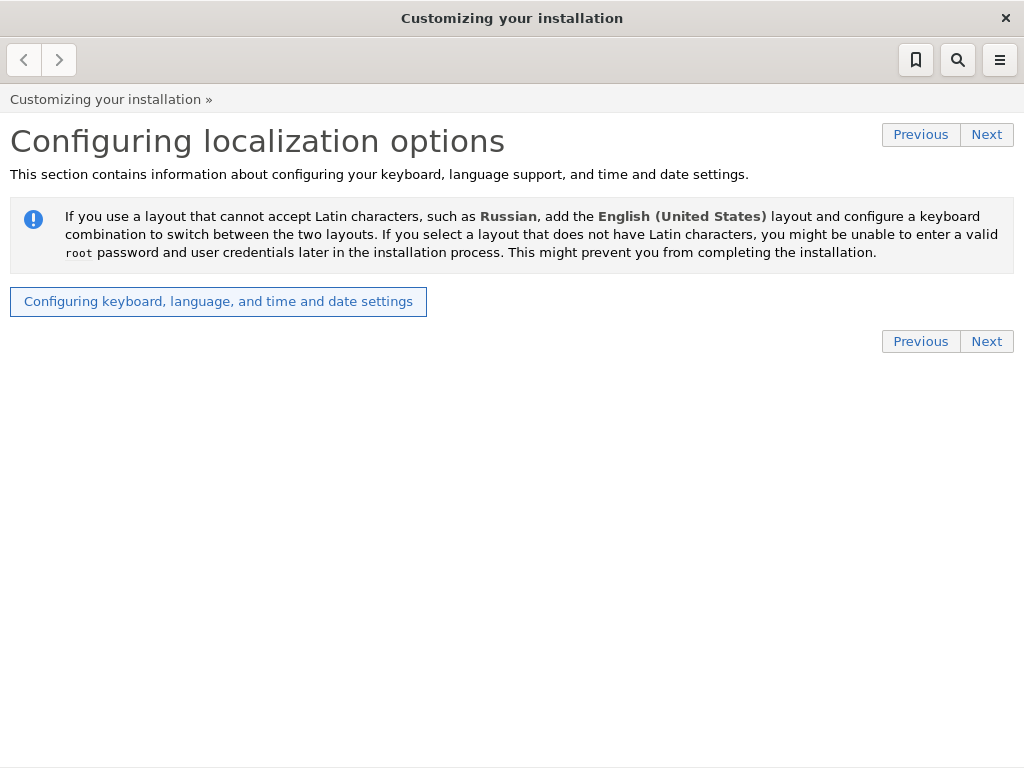 Customizing your installation
Customizing your installation »
Configuring localization options
Previous Next
This section contains information about configuring your keyboard, language support, and time and date settings.
If you use a layout that cannot accept Latin characters, such as Russian, add the English (United States) layout and configure a keyboard
combination to switch between the two layouts. If you select a layout that does not have Latin characters, you might be unable to enter a valid
root password and user credentials later in the installation process. This might prevent you from completing the installation.
Configuring keyboard, language, and time and date settings
Previous Next